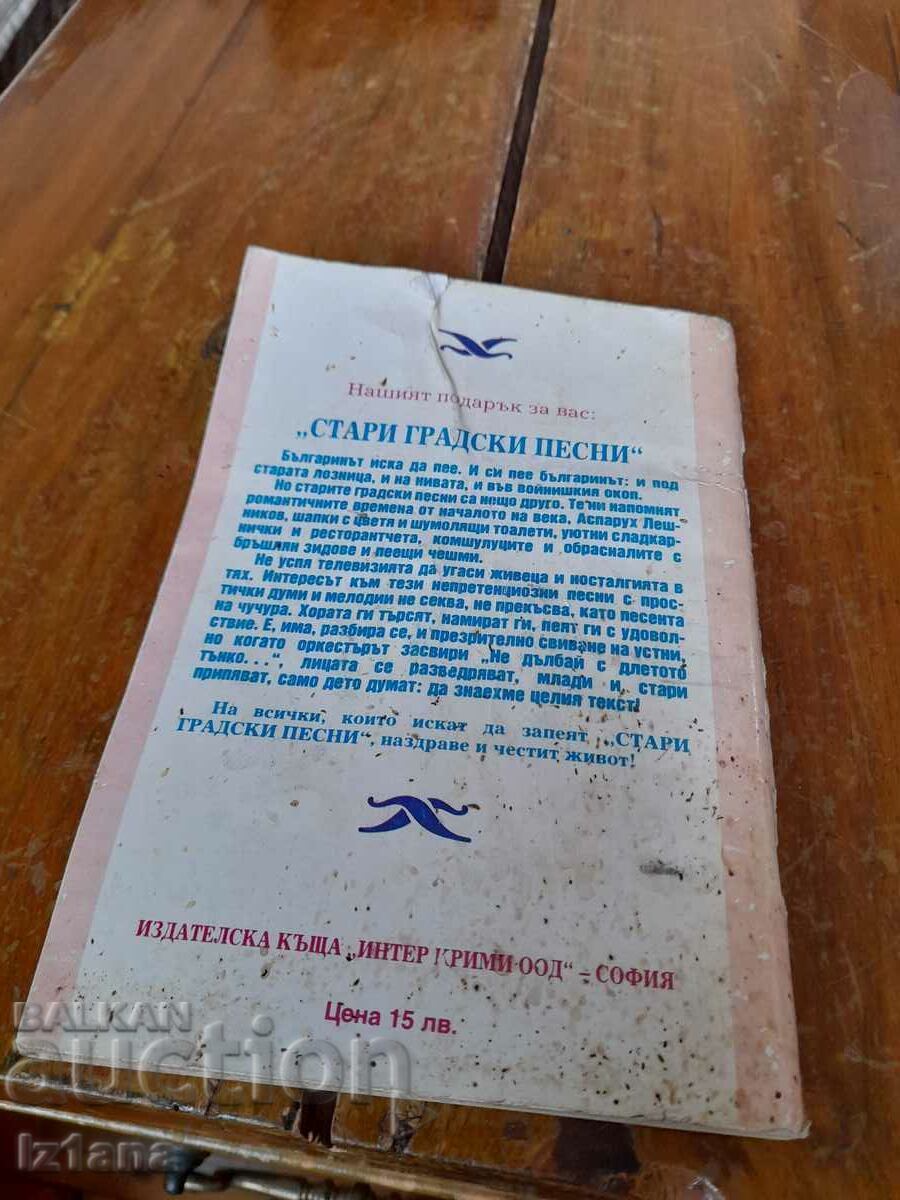 Нашият подарък за вас:
„СТАРИ ГРАДСКИ ПЕСНИ“
Българинът иска да пее. И си пее българинът: и под
старата лозница, и на нивата, и във войнишкия окоп.
Но старите градски песни са нещо друго. Те ни напомнят
романтичните времена от началото на века, Аспарух Леш-
ников, шапки с цветя и шумолящи тоалети, уютни сладкар-
нички и ресторантчета, комшулуците и обрасналите с
бръшлян зидове и пеещи чешми.
Не успя телевизията да угаси живеца и носталгията в
тях. Интересът към тези непретенциозни песни с прос-
тички думи и мелодии не секва, не прекъсва, като песента
на чучура. Хората ги търсят, намират ги, пеят ги с удовол-
ствие. Е, има, разбира се, и презрително свиване на устни,
но когато оркестърът засвири „Не дълбай с длетото
тънко. . .“, лицата се разведряват, млади и стари
припяват, само дето думат: да знаехме целия текст!
На всички, които искат да запеят „СТАРИ
ГРАДСКИ ПЕСНИ“, наздраве и честит живот!
ИЗДАТЕЛСКА КЪЩА „ИНТЕР КРИМИ ООД“ – СОФИЯ
Цена 15 лв.
BALKAN
auction
Iz1ana